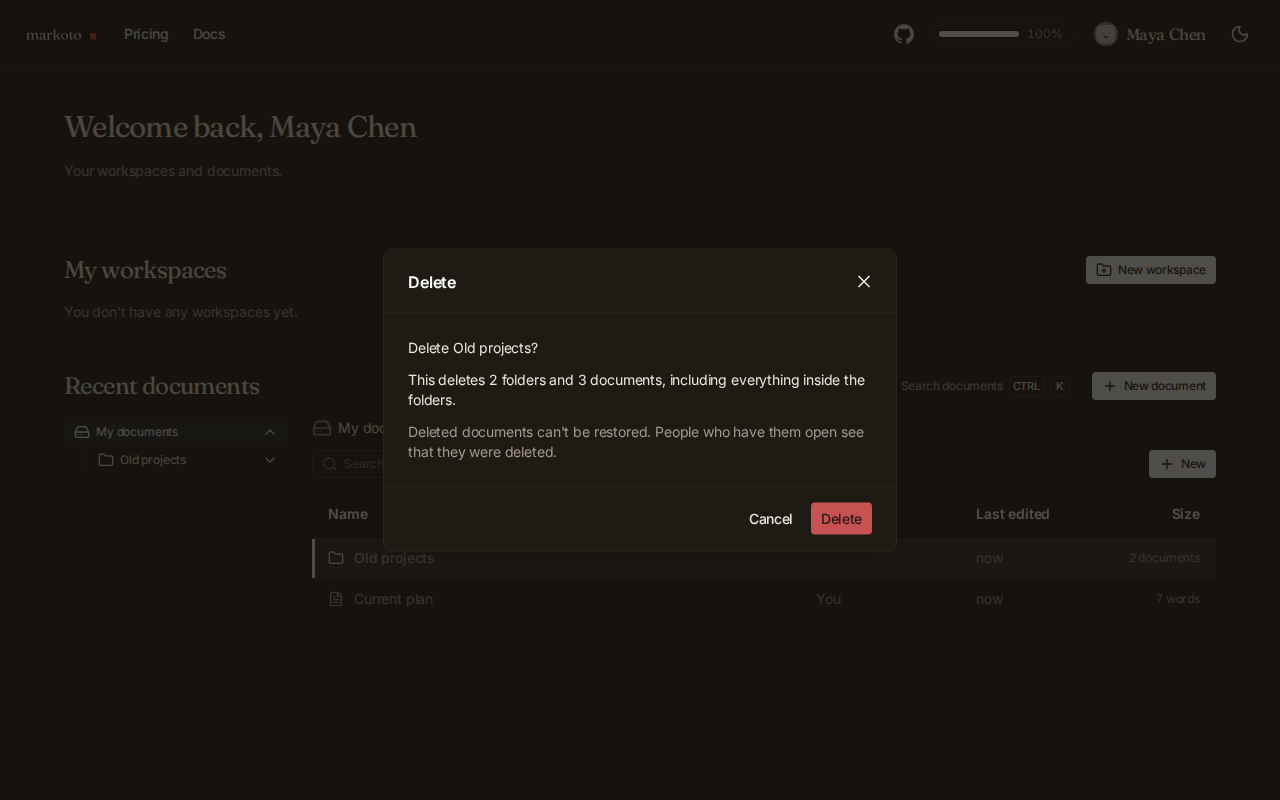 markoto
Pricing
Docs
100%
Maya Chen
Welcome back, Maya Chen
Your workspaces and documents.
My workspaces
New workspace
You don't have any workspaces yet.
Recent documents
Search documents CTRL K
New document
My documents
Old projects
My doc
Search
New
Name
Last edited
Size
Old projects
now
2 documents
Current plan
You
now
7 words
Delete
Delete Old projects?
This deletes 2 folders and 3 documents, including everything inside the
folders.
Deleted documents can't be restored. People who have them open see
that they were deleted.
Cancel
Delete